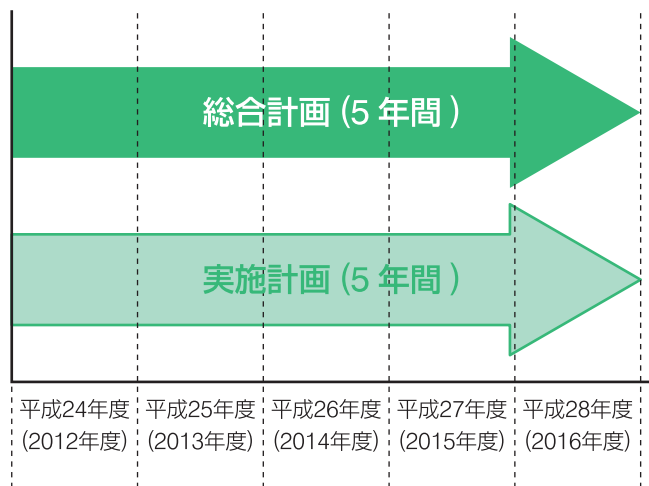 総合計画（5 年間 ）
実施計画（5 年間 ）
平成24年度 平成25年度 平成26年度 平成27年度 平成28年度
（2012年度） （2013年度） （2014年度） （2015年度） （2016年度）